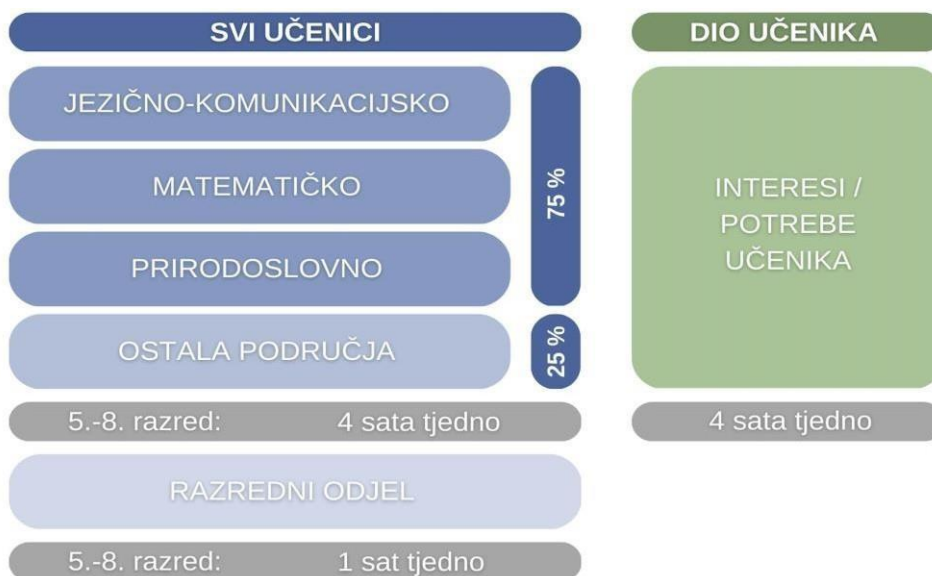 SVI UČENICI
JEZIČNO-KOMUNIKACIJSKO
MATEMATIČKO
PRIRODOSLOVNO
75 %
OSTALA PODRUČJA
25 %
5.-8. razred: 4 sata tjedno
RAZREDNI ODJEL
5.-8. razred: 1 sat tjedno
DIO UČENIKA
INTERESI /
POTREBE
UČENIKA
4 sata tjedno